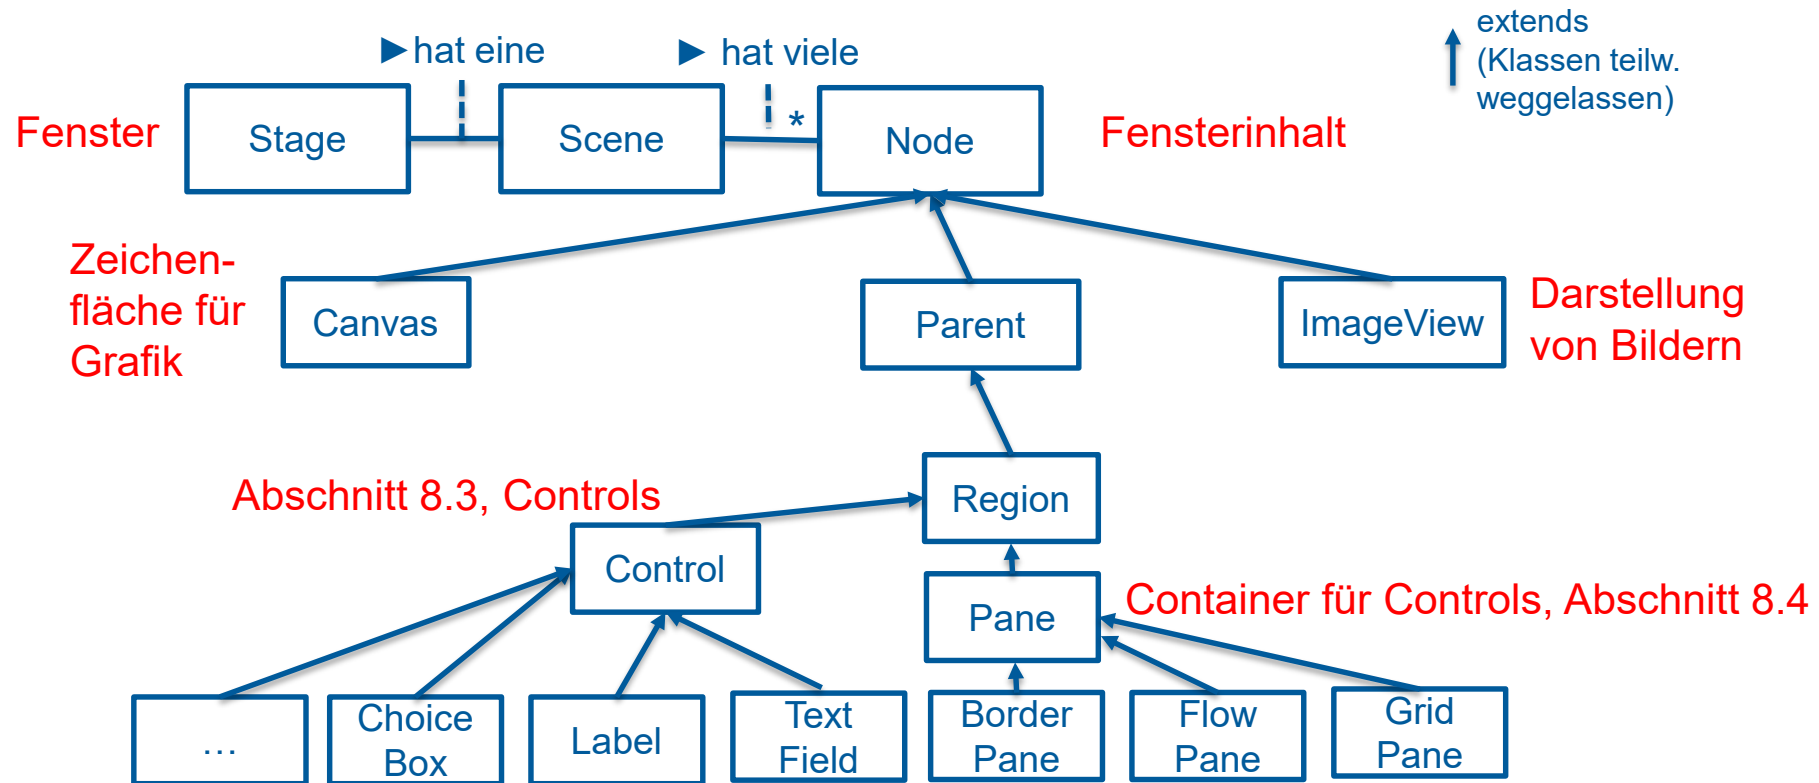 extends
(Klassen teilw.
weggelassen)
►hat eine
► hat viele
Fenster
Stage
Scene
*
Node
Fensterinhalt
Zeichen-
fläche für
Grafik
Canvas
Parent
ImageView
Darstellung
von Bildern
Abschnitt 8.3, Controls
Region
Control
Pane
Container für Controls, Abschnitt 8.4
...
Choice
Box
Label
Text
Field
Border
Pane
Flow
Pane
Grid
Pane